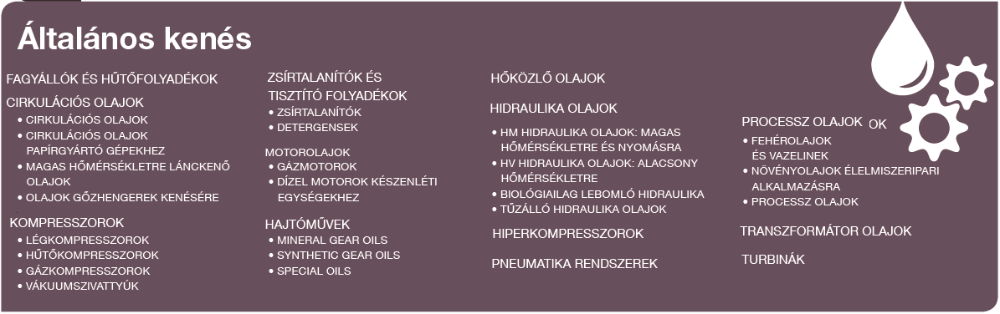 Általános kenés
FAGYÁLLÓK ÉS HŰTŐFOLYADÉKOK
CIRKULÁCIÓS OLAJOK
• CIRKULÁCIÓS OLAJOK
• CIRKULÁCIÓS OLAJOK
PAPÍRGYÁRTÓ GÉPEKHEZ
• MAGAS HŐMÉRSÉKLETRE LÁNCKENŐ
OLAJOK
• OLAJOK GŐZHENGEREK KENÉSÉRE
KOMPRESSZOROK
• LÉGKOMPRESSZOROK
• HŰTŐKOMPRESSZOROK
• GÁZKOMPRESSZOROK
• VÁKUUMSZIVATTYÚK
ZSÍRTALANÍTÓK ÉS
TISZTÍTÓ FOLYADÉKOK
• ZSÍRTALANÍTÓK
• DETERGENSEK
MOTOROLAJOK
• GÁZMOTOROK
• DÍZEL MOTOROK KÉSZENLÉTI
EGYSÉGEKHEZ
HAJTÓMŰVEK
• MINERAL GEAR OILS
• SYNTHETIC GEAR OILS
• SPECIAL OILS
HŐKÖZLŐ OLAJOK
HIDRAULIKA OLAJOK
• HM HIDRAULIKA OLAJOK: MAGAS
HŐMÉRSÉKLETRE ÉS NYOMÁSRA
• HV HIDRAULIKA OLAJOK: ALACSONY
HŐMÉRSÉKLETRE
• BIOLÓGIAILAG LEBOMLÓ HIDRAULIKA
• TŰZÁLLÓ HIDRAULIKA OLAJOK
HIPERKOMPRESSZOROK
PNEUMATIKA RENDSZEREK
PROCESSZ OLAJOK OK
• FEHÉROLAJOK
ÉS VAZELINEK
• NÖVÉNYOLAJOK ÉLELMISZERIPARI
ALKALMAZÁSRA
• PROCESSZ OLAJOK
TRANSZFORMÁTOR OLAJOK
TURBINÁK